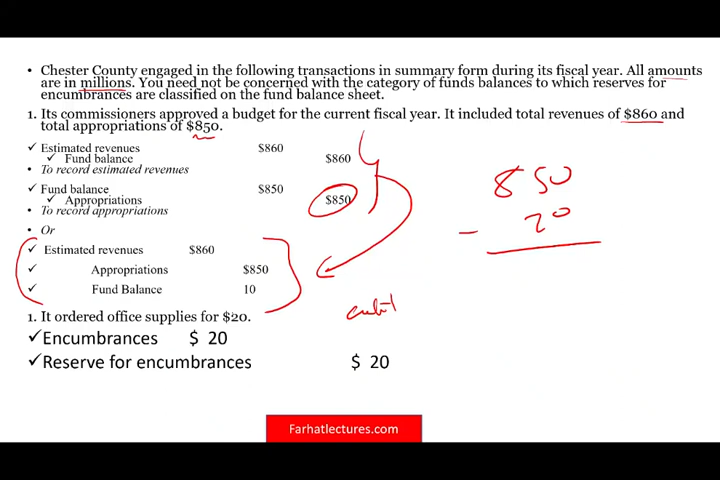 • Chester County engaged in the following transactions in summary form during its fiscal year. All amounts
are in millions. You need not be concerned with the category of funds balances to which reserves for
encumbrances are classified on the fund balance sheet.
1. Its commissioners approved a budget for the current fiscal year. It included total revenues of $860 and
total appropriations of $850.
✓ Estimated revenues $860
✓ Fund balance $860
• To record estimated revenues
✓ Fund balance $850
✓ Appropriations $850
• To record appropriations
• Or
✓ Estimated revenues $860
✓ Appropriations $850
✓ Fund Balance 10
850
- 20
1. It ordered office supplies for $20.
✓Encumbrances $ 20
✓Reserve for encumbrances $ 20
Farhatlectures.com